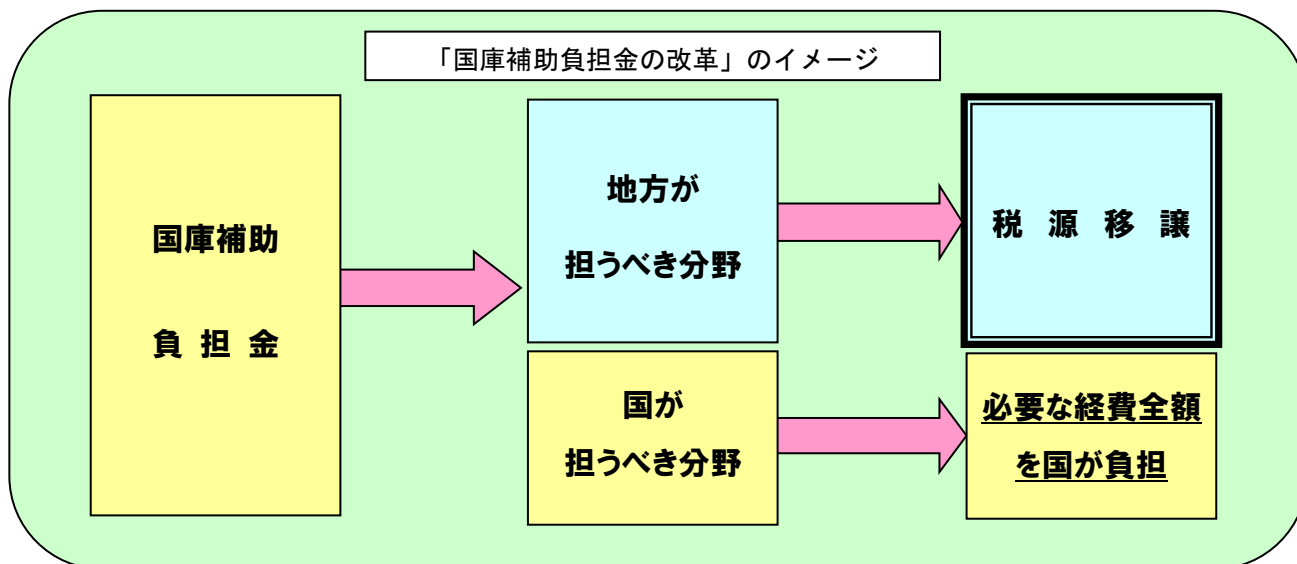 「国庫補助負担金の改革」のイメージ
国庫補助
負 担 金
地方が
担うべき分野
税 源 移 譲
国が
担うべき分野
必要な経費全額
を国が負担